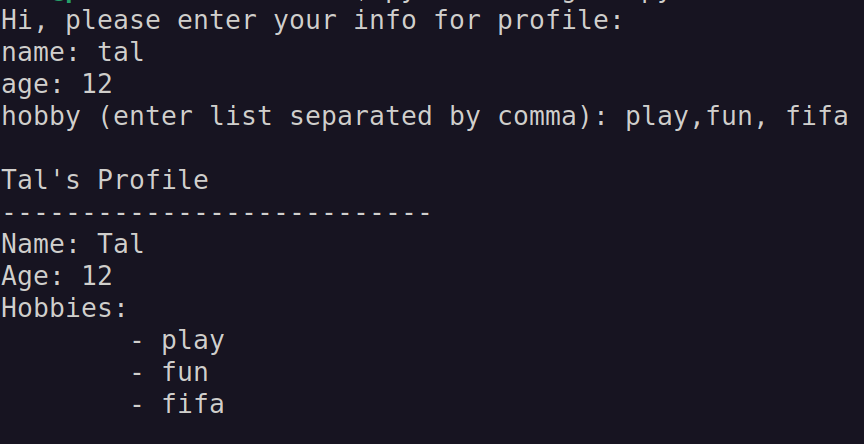 Hi, please enter your info for profile:
name: tal
age: 12
hobby (enter list separated by comma): play,fun, fifa
Tal's Profile
---------------------------
Name: Tal
Age: 12
Hobbies:
- play
- fun
- fifa